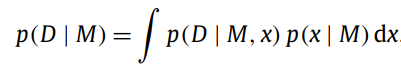 p(D | M) = ∫ p(D | M, x) p(x | M) dx.